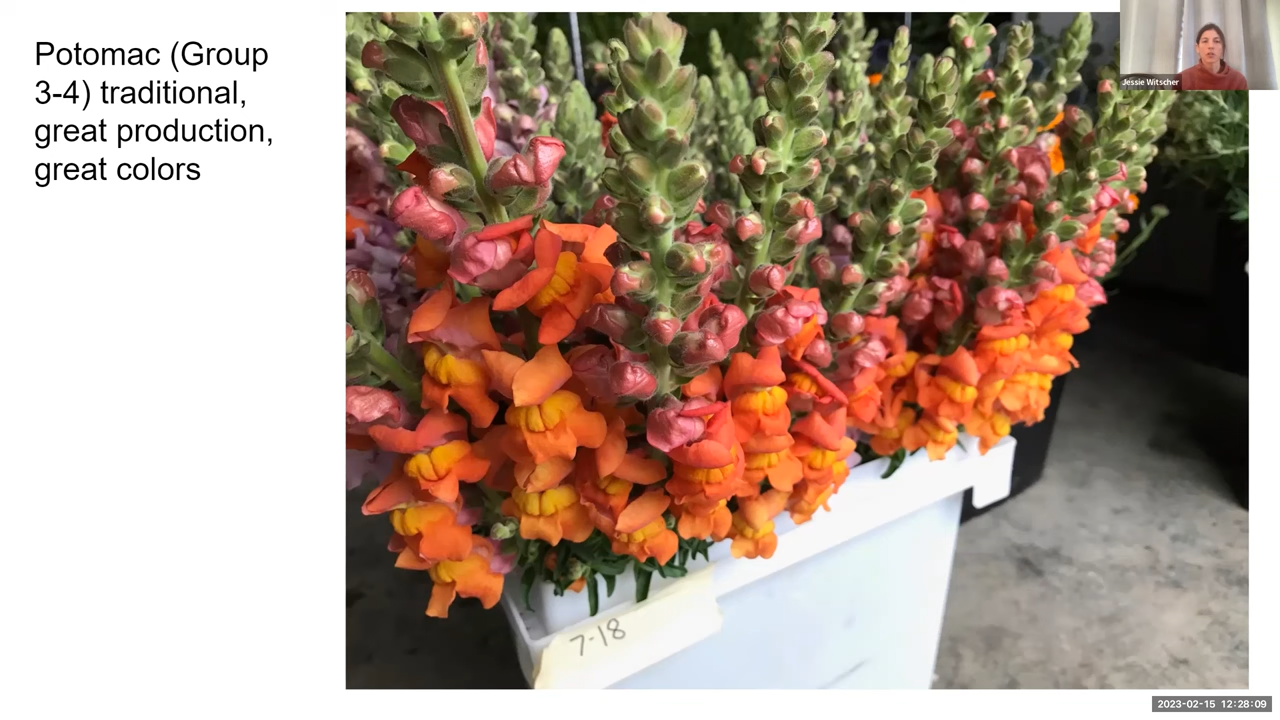 Potomac (Group
3-4) traditional,
great production,
great colors
Jessie Witscher
7-18
2023-02-15 12:28:09